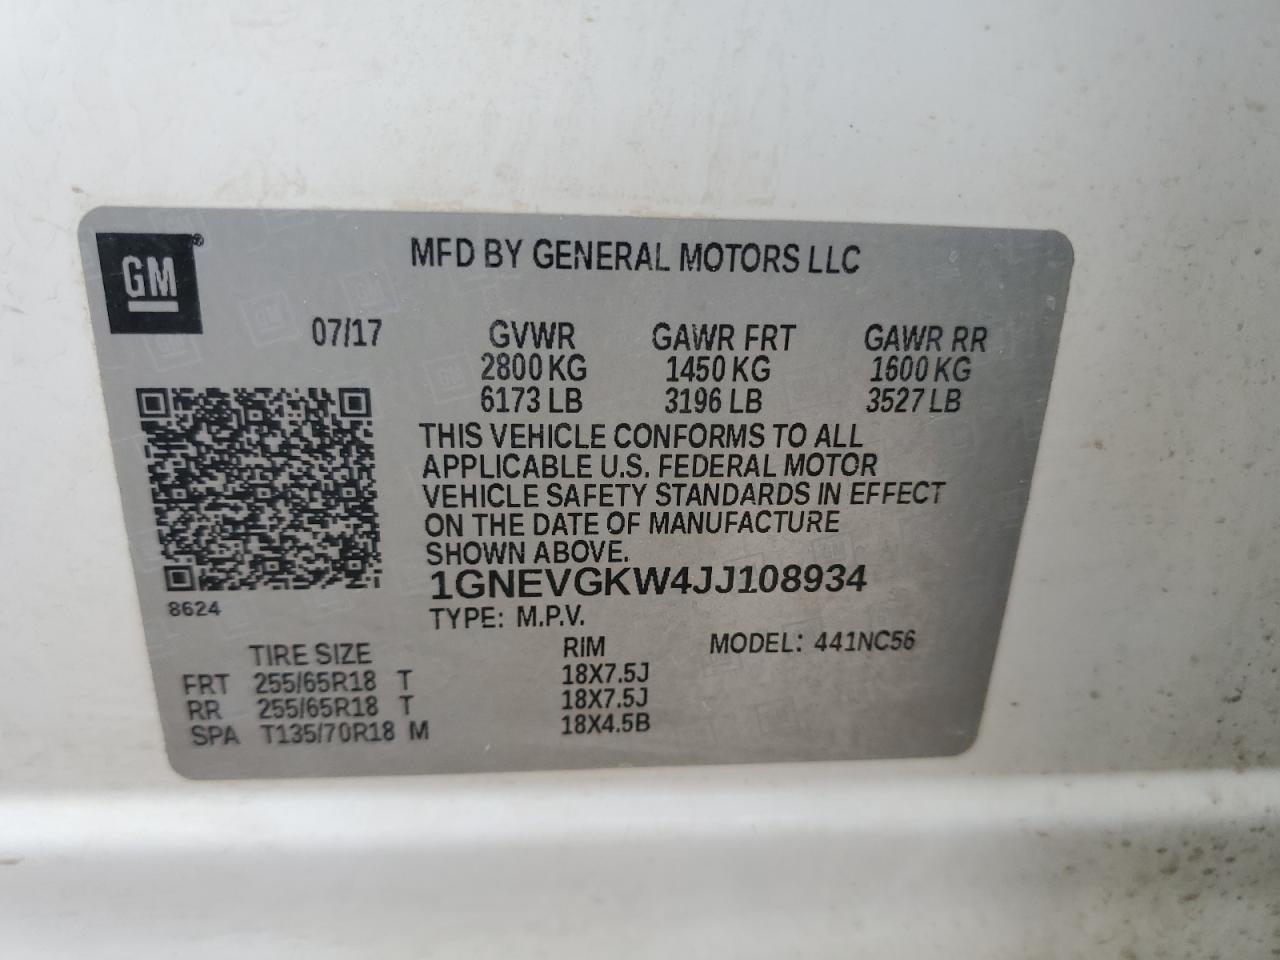 GM®
MFD BY GENERAL MOTORS LLC
07/17 GVWR GAWR FRT GAWR RR
2800 KG 1450 KG 1600 KG
6173 LB 3196 LB 3527 LB
THIS VEHICLE CONFORMS TO ALL
APPLICABLE U.S. FEDERAL MOTOR
VEHICLE SAFETY STANDARDS IN EFFECT
ON THE DATE OF MANUFACTURE
SHOWN ABOVE.
1GNEVGKW4JJ108934
8624
TYPE: M.P.V.
TIRE SIZE RIM MODEL: 441NC56
FRT 255/65R18 T 18X7.5J
RR 255/65R18 T 18X7.5J
SPA T135/70R18 M 18X4.5B